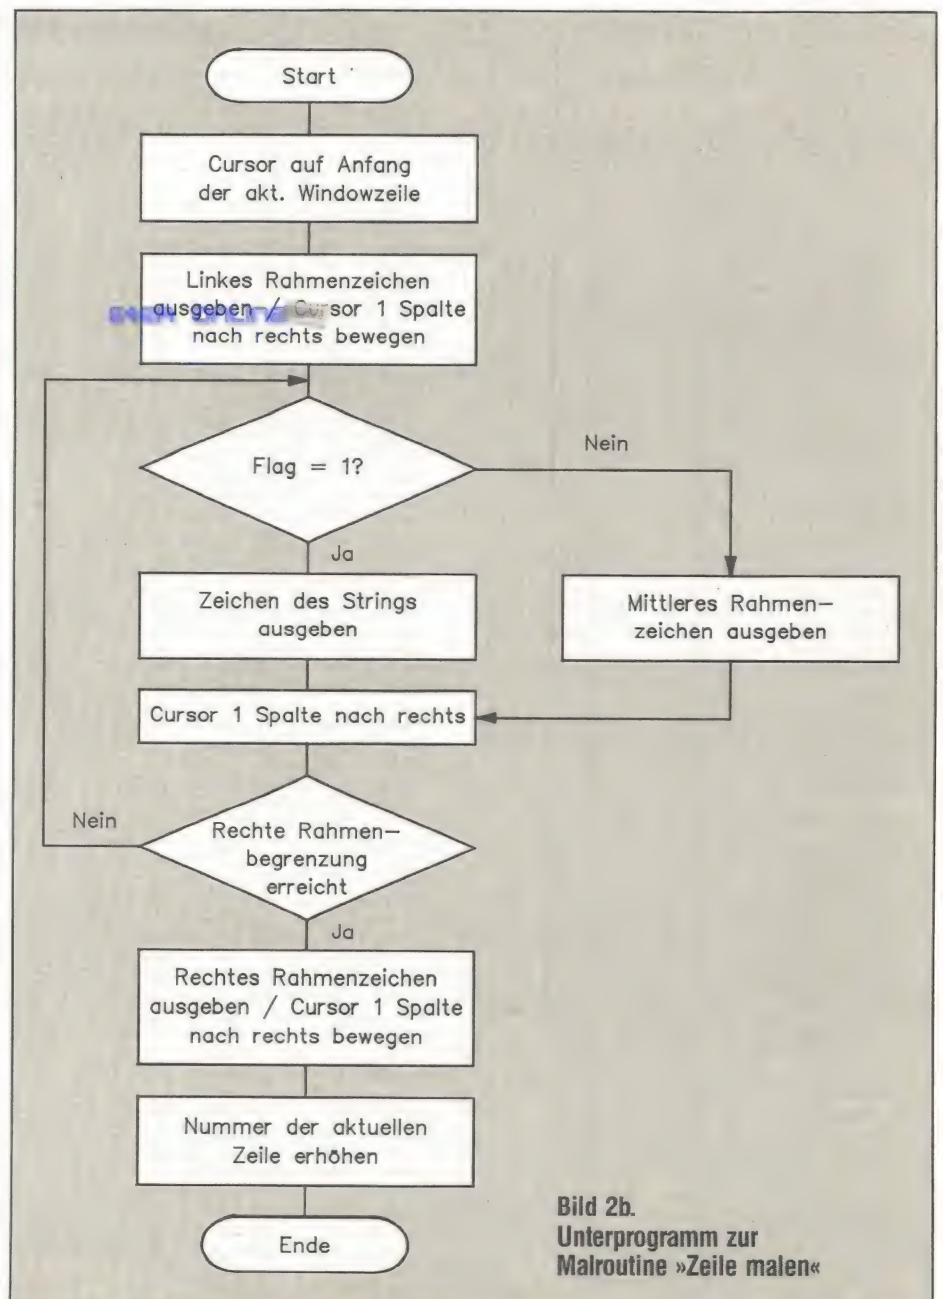 Start
Cursor auf Anfang
der akt. Windowzeile
Linkes Rahmenzeichen
ausgeben / Cursor 1 Spalte
nach rechts bewegen
Nein
Flag = 1?
Ja
Zeichen des Strings
ausgeben
Mittleres Rahmen–
zeichen ausgeben
Cursor 1 Spalte nach rechts
Nein
Rechte Rahmen–
begrenzung
erreicht
Ja
Rechtes Rahmenzeichen
ausgeben / Cursor 1 Spalte
nach rechts bewegen
Nummer der aktuellen
Zeile erhöhen
Ende
Bild 2b.
Unterprogramm zur
Malroutine »Zeile malen«